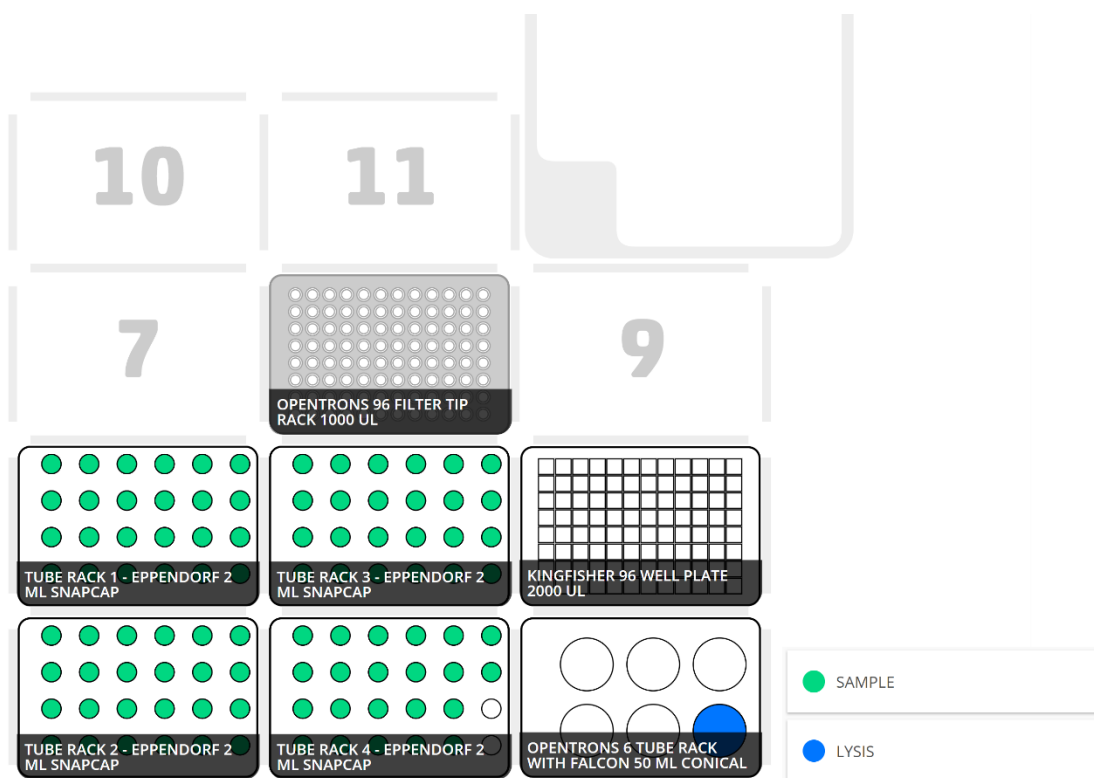 10
11
7
9
OPENTRONS 96 FILTER TIP
RACK 1000 UL
TUBE RACK 1 - EPPENDORF 2
ML SNAPCAP
TUBE RACK 3 - EPPENDORF 2
ML SNAPCAP
KINGFISHER 96 WELL PLATE
2000 UL
TUBE RACK 2 - EPPENDORF 2
ML SNAPCAP
TUBE RACK 4 - EPPENDORF 2
ML SNAPCAP
OPENTRONS 6 TUBE RACK
WITH FALCON 50 ML CONICAL
SAMPLE
LYSIS